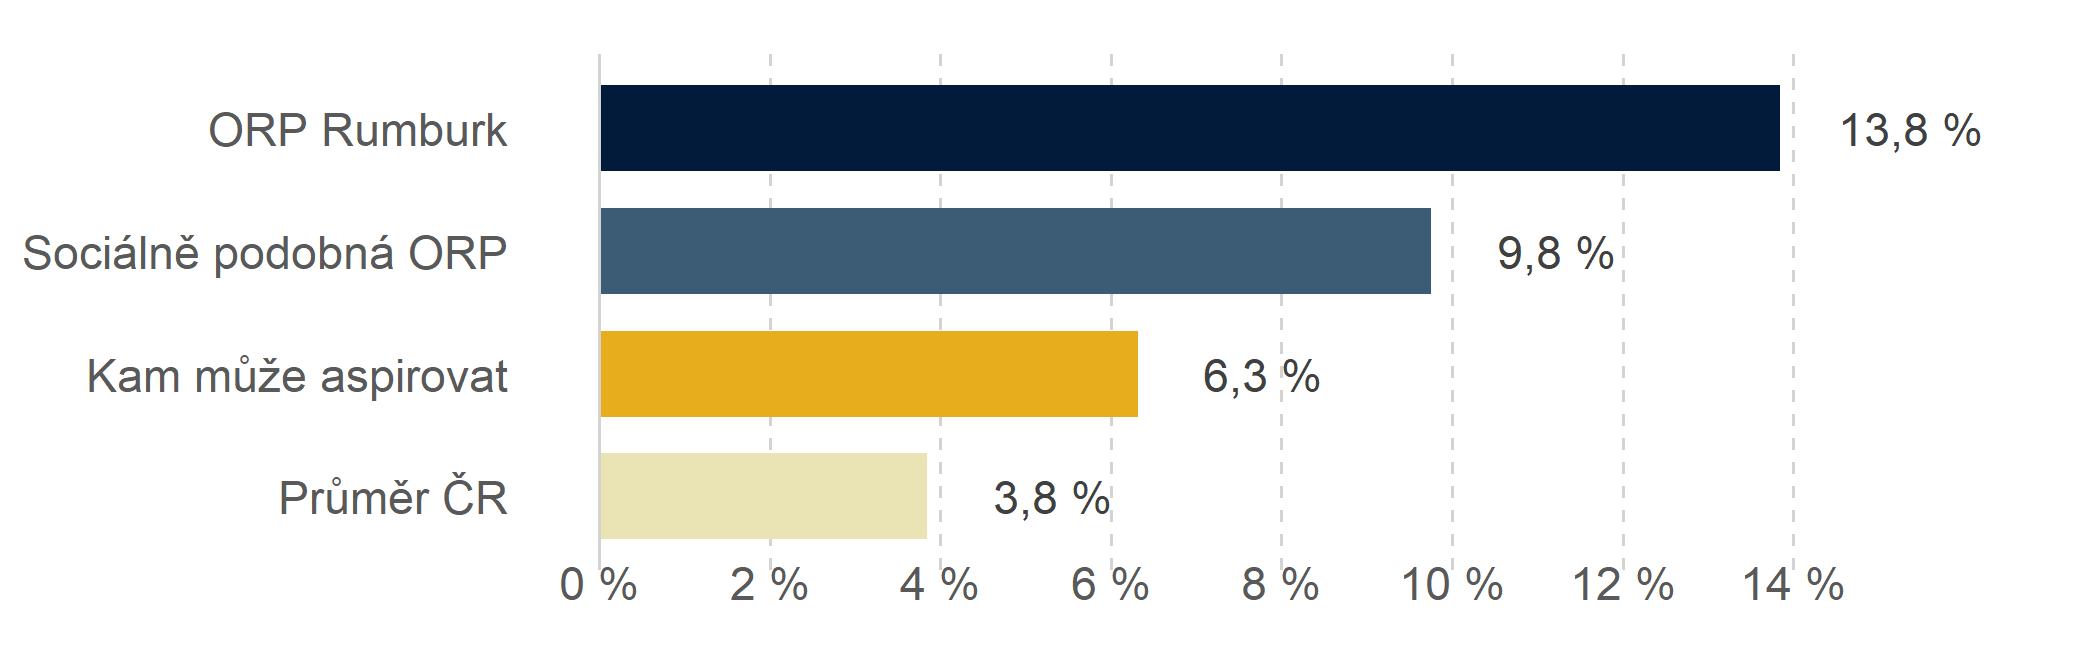 ORP Rumburk 13,8 %
Sociálně podobná ORP 9,8 %
Kam může aspirovat 6,3 %
Průměr ČR 3,8 %
0 % 2 % 4 % 6 % 8 % 10 % 12 % 14 %